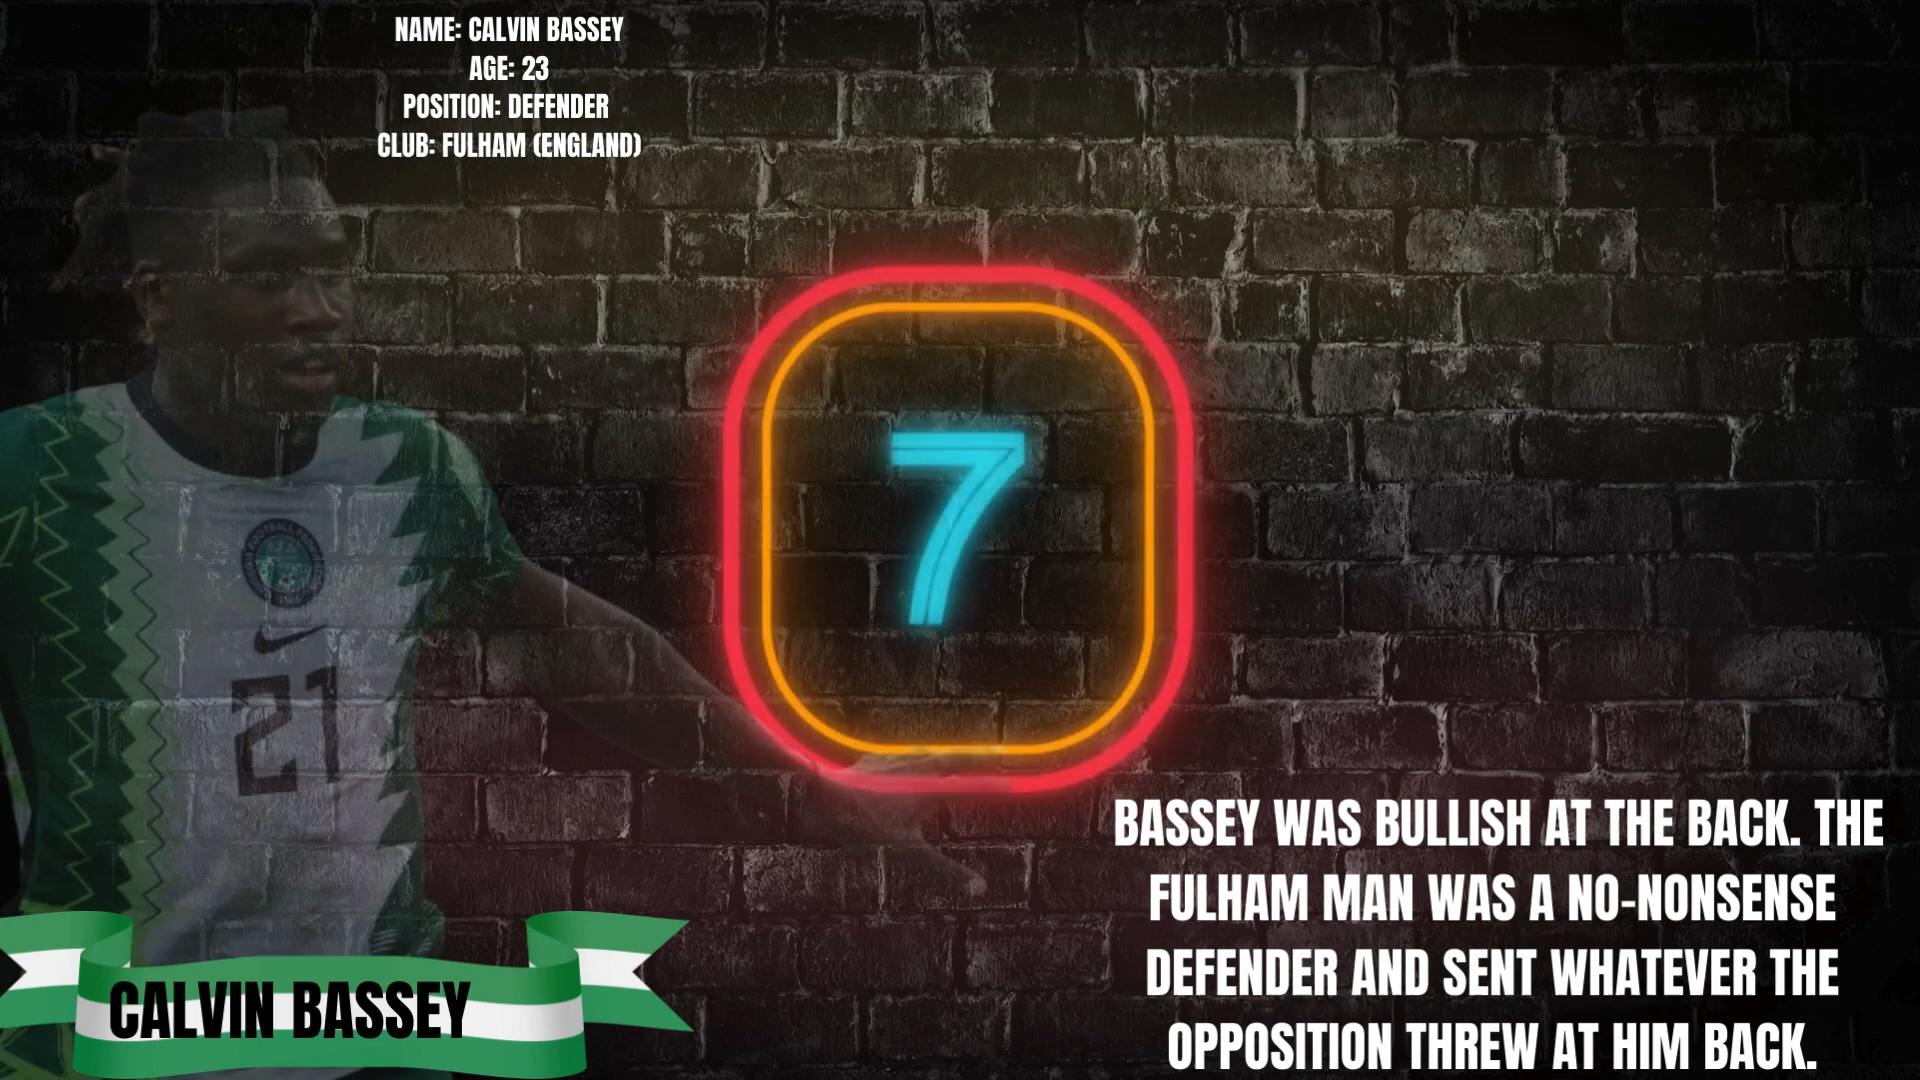 NAME: CALVIN BASSEY
AGE: 23
POSITION: DEFENDER
CLUB: FULHAM (ENGLAND)
7
21
BASSEY WAS BULLISH AT THE BACK. THE
FULHAM MAN WAS A NO-NONSENSE
DEFENDER AND SENT WHATEVER THE
OPPOSITION THREW AT HIM BACK.
CALVIN BASSEY